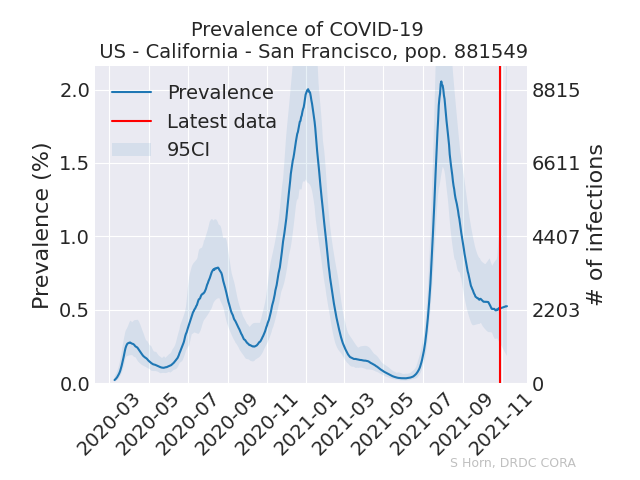 Prevalence of COVID-19
US - California - San Francisco, pop. 881549
Prevalence (%)
2.0
1.5
1.0
0.5
0.0
Prevalence
Latest data
95CI
8815
6611
4407
2203
0
# of infections
2020-03
2020-05
2020-07
2020-09
2020-11
2021-01
2021-03
2021-05
2021-07
2021-09
2021-11
S Horn, DRDC CORA